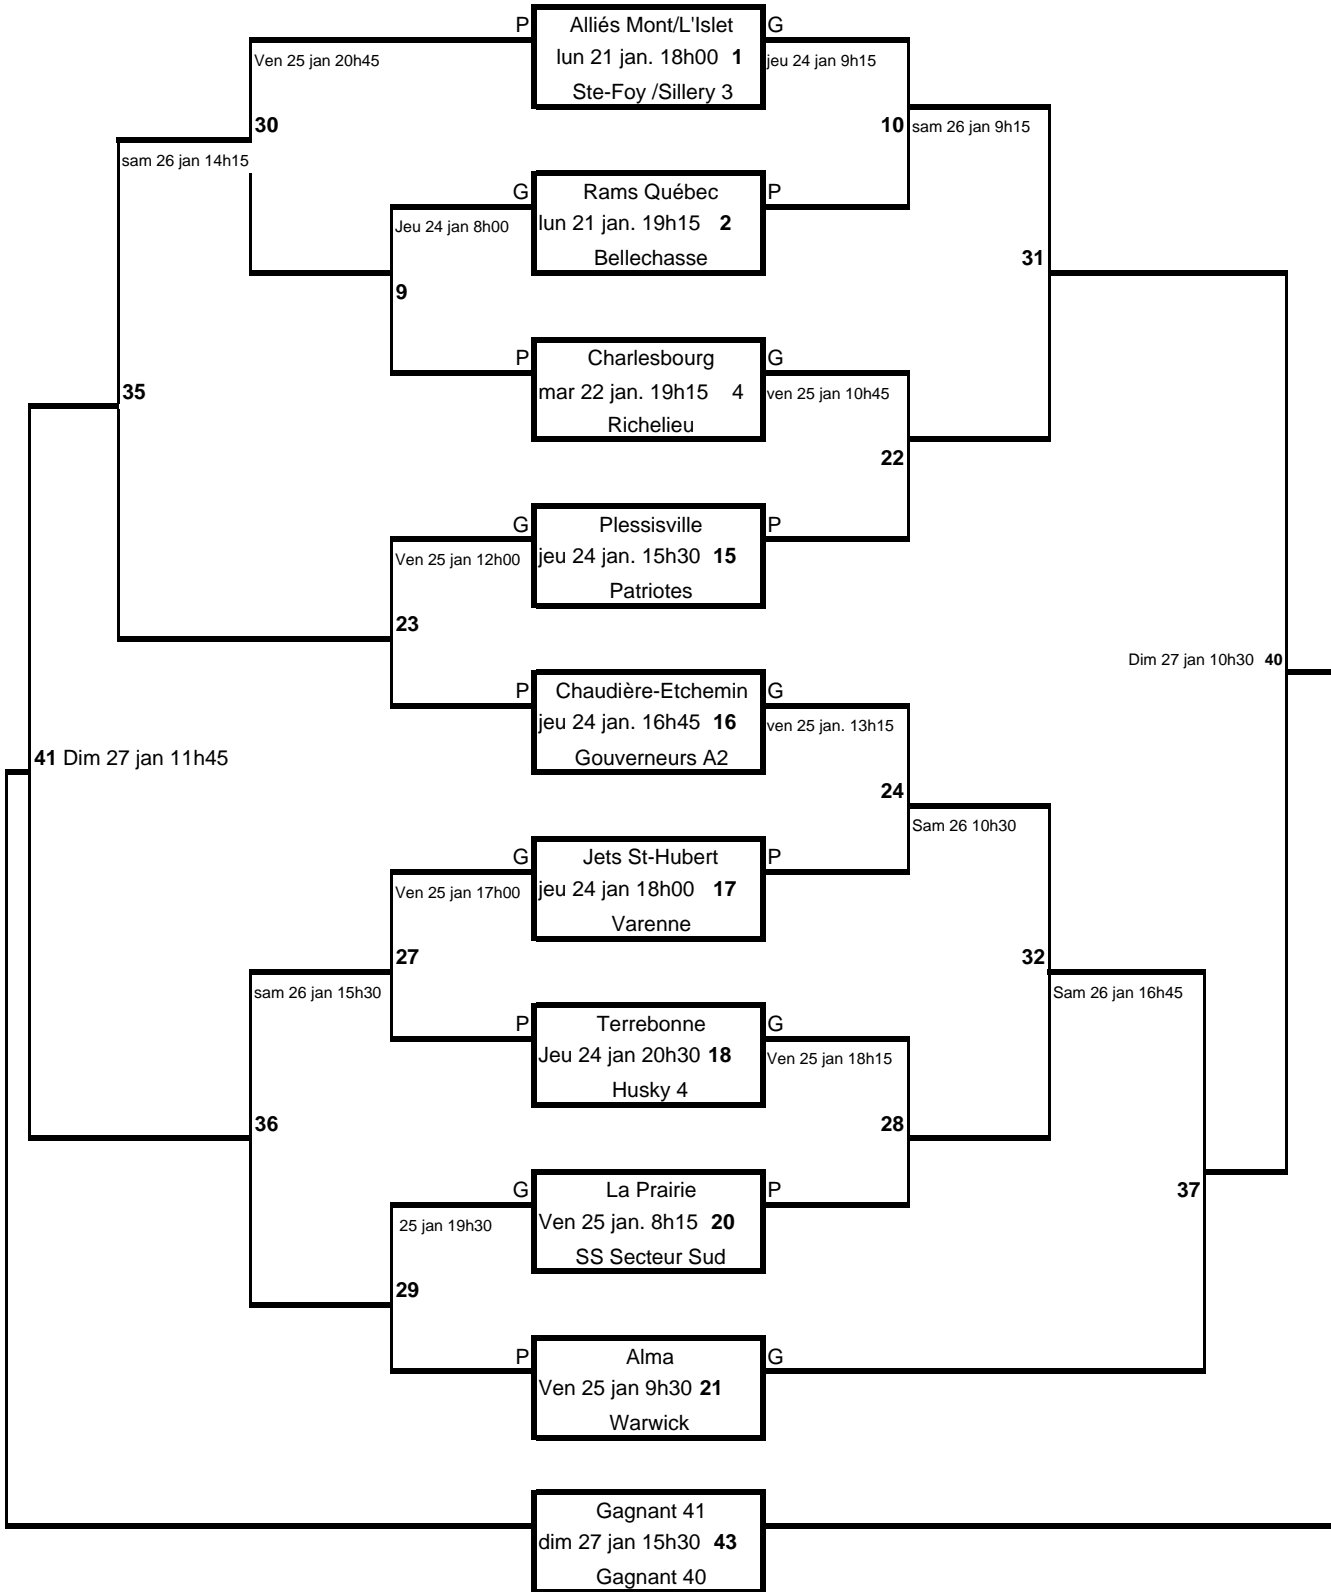 P Alliés Mont/L'Islet G
Ven 25 jan 20h45 lun 21 jan. 18h00 1 jeu 24 jan 9h15
Ste-Foy /Sillery 3
30 10 sam 26 jan 9h15
sam 26 jan 14h15
G Rams Québec P
Jeu 24 jan 8h00 lun 21 jan. 19h15 2
Bellechasse 31
9
P Charlesbourg G
35 mar 22 jan. 19h15 4 ven 25 jan 10h45
Richelieu
22
G Plessisville P
Ven 25 jan 12h00 jeu 24 jan. 15h30 15
Patriotes
23
Dim 27 jan 10h30 40
P Chaudière-Etchemin G
jeu 24 jan. 16h45 16 ven 25 jan. 13h15
41 Dim 27 jan 11h45 Gouverneurs A2
24
Sam 26 10h30
G Jets St-Hubert P
Ven 25 jan 17h00 jeu 24 jan 18h00 17
Varenne
27 32
sam 26 jan 15h30 Sam 26 jan 16h45
P Terrebonne G
Jeu 24 jan 20h30 18 Ven 25 jan 18h15
Husky 4
36 28
G La Prairie P 37
25 jan 19h30 Ven 25 jan. 8h15 20
SS Secteur Sud
29
P Alma G
Ven 25 jan 9h30 21
Warwick
Gagnant 41
dim 27 jan 15h30 43
Gagnant 40